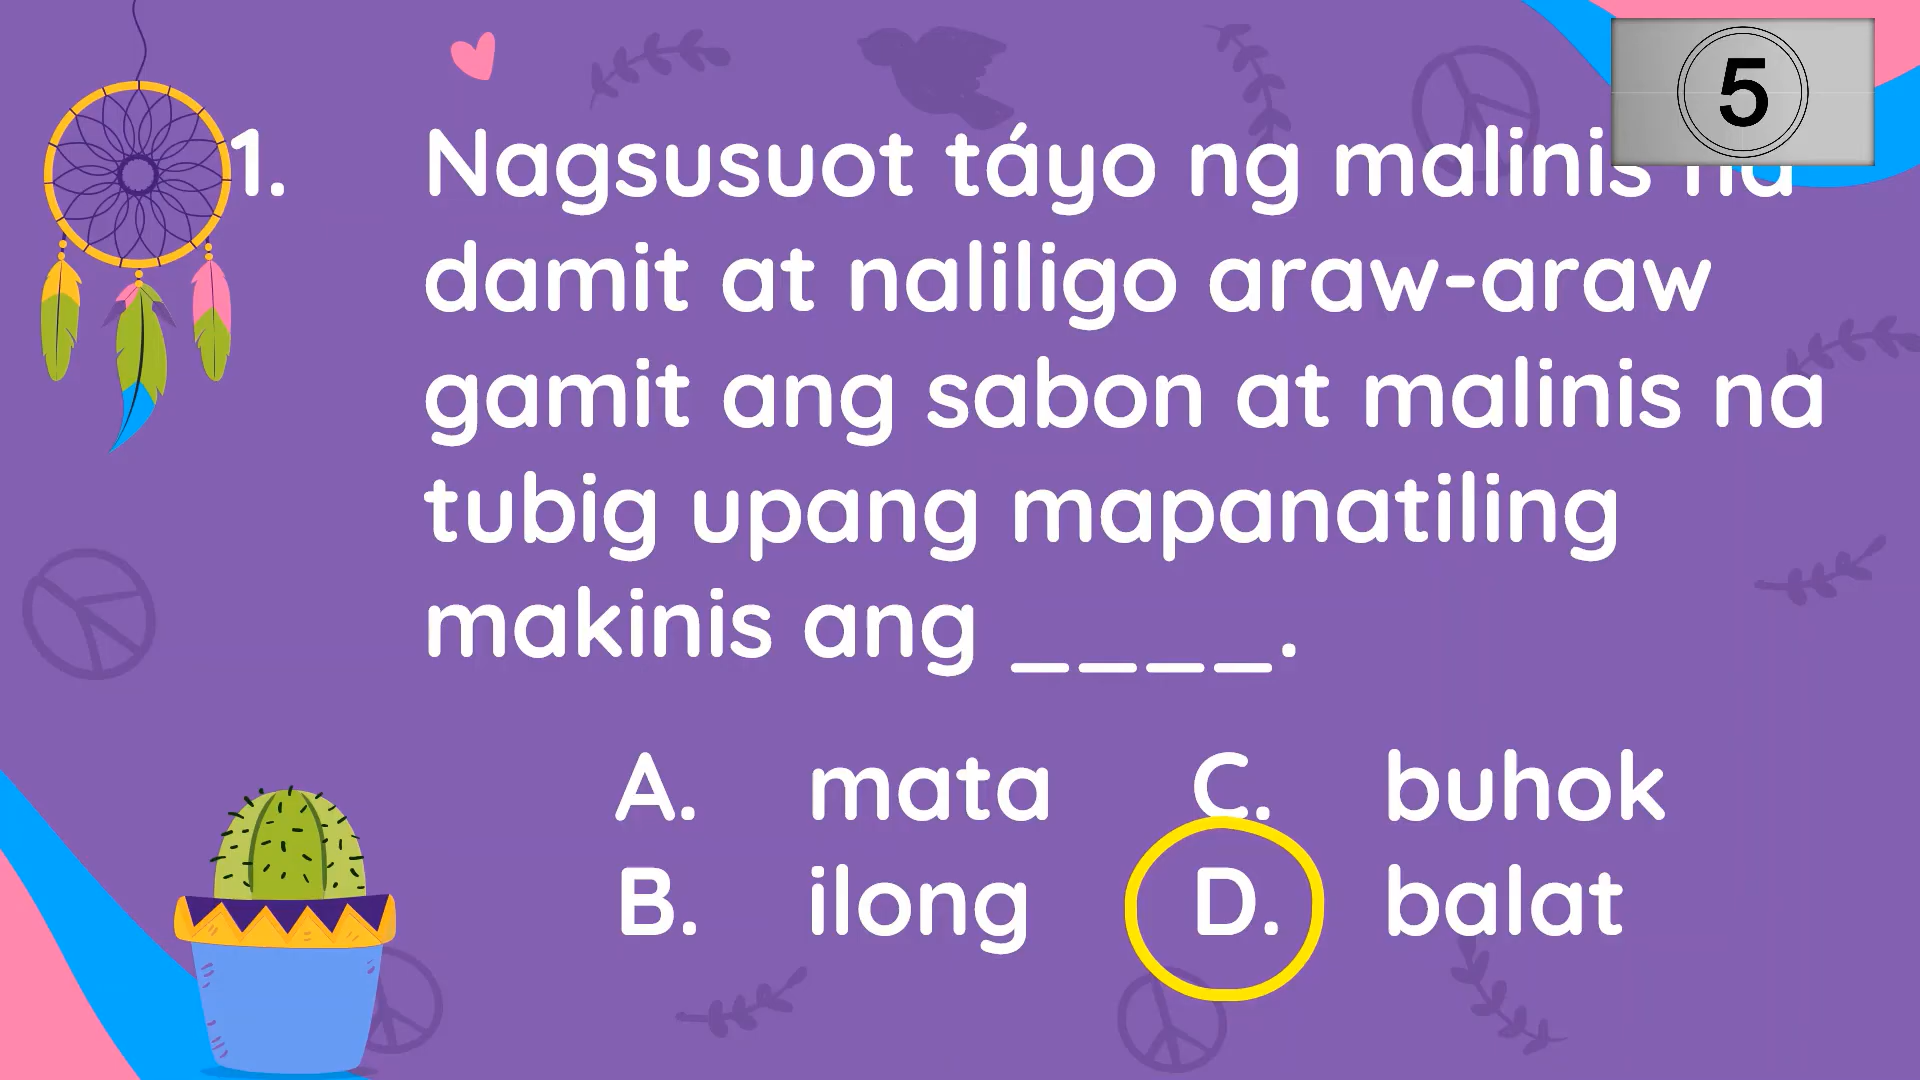 5
1. Nagsusuot táyo ng malinis na
damit at naliligo araw-araw
gamit ang sabon at malinis na
tubig upang mapanatiling
makinis ang ____.
A. mata C. buhok
B. ilong D. balat